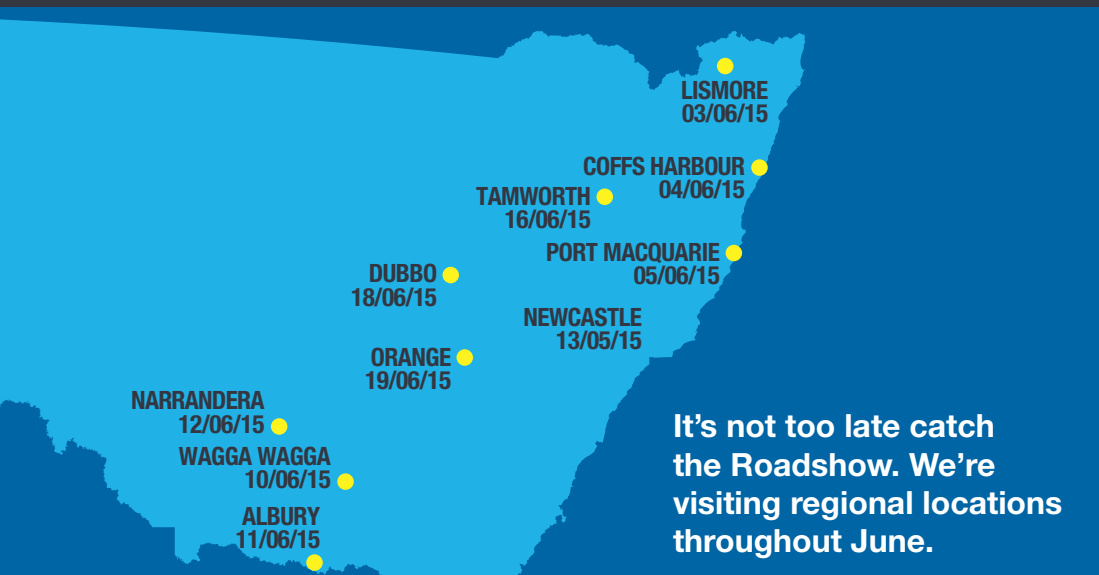 LISMORE
03/06/15
COFFS HARBOUR
04/06/15
TAMWORTH
16/06/15
PORT MACQUARIE
05/06/15
DUBBO
18/06/15
NEWCASTLE
13/05/15
ORANGE
19/06/15
NARRANDERA
12/06/15
WAGGA WAGGA
10/06/15
ALBURY
11/06/15
It’s not too late catch
the Roadshow. We’re
visiting regional locations
throughout June.